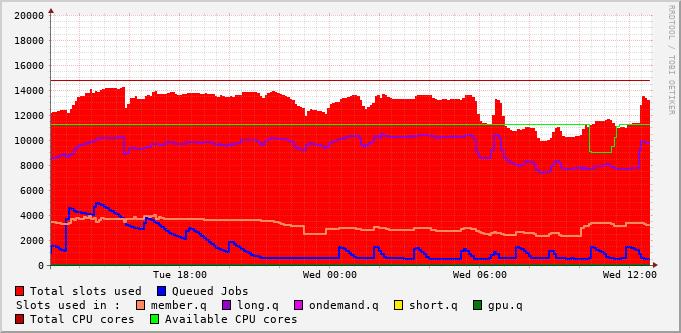 20000
18000
16000
14000
12000
10000
8000
6000
4000
2000
0
Tue 18:00 Wed 00:00 Wed 06:00 Wed 12:00
RRDTOOL / TOBI OETIKER
Total slots used Queued Jobs
Slots used in : member.q long.q ondemand.q short.q gpu.q
Total CPU cores Available CPU cores